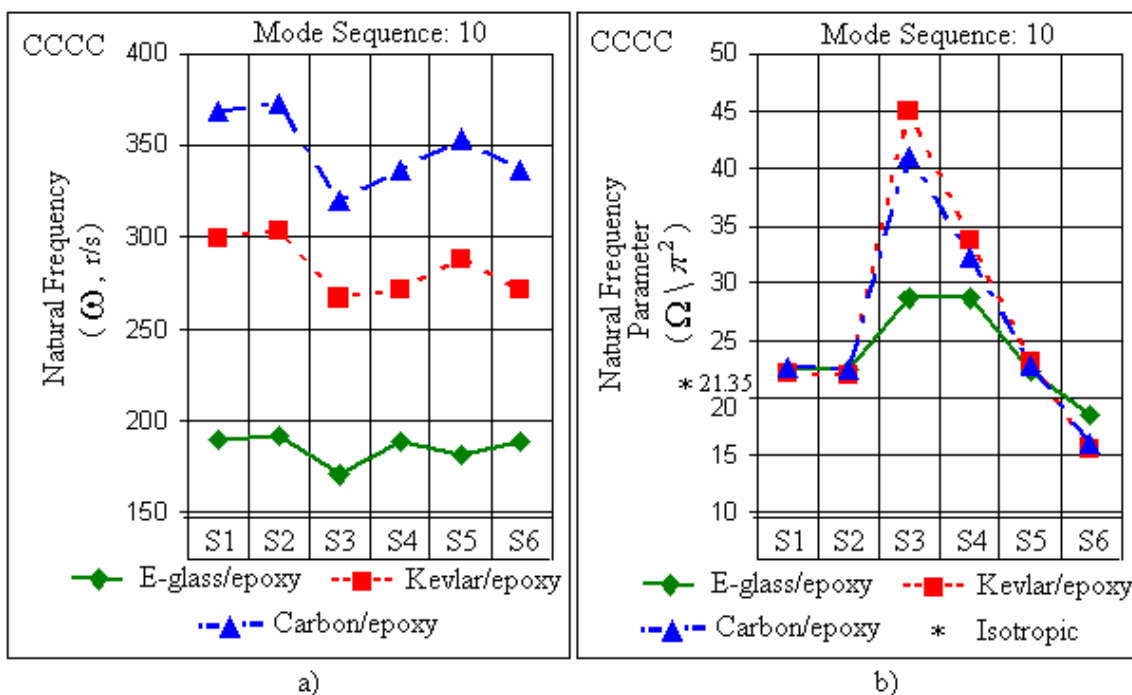 CCCC
Mode Sequence: 10
400
350
300
250
200
150
Natural Frequency
( ω , r/s)
S1 S2 S3 S4 S5 S6
E-glass/epoxy Kevlar/epoxy
Carbon/epoxy
a)
CCCC
Mode Sequence: 10
50
45
40
35
30
25
* 21.35
20
15
10
Natural Frequency
Parameter
( Ω \ π²)
S1 S2 S3 S4 S5 S6
E-glass/epoxy Kevlar/epoxy
Carbon/epoxy * Isotropic
b)